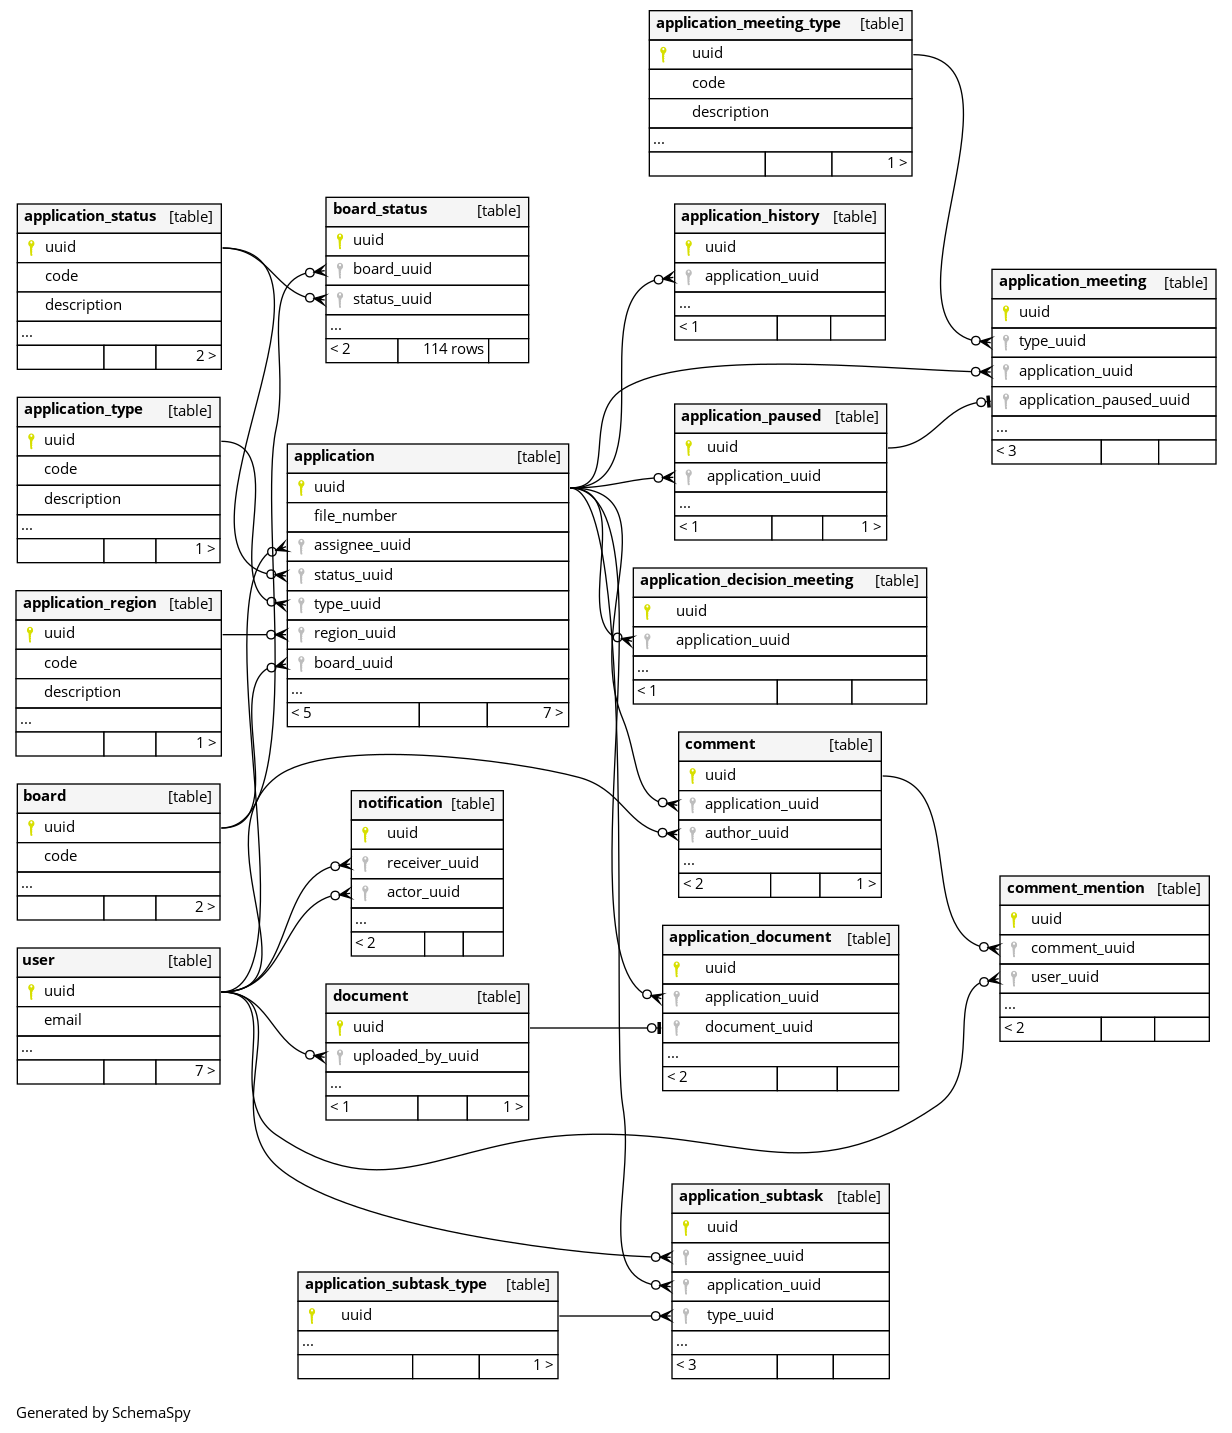 application_meeting_type [table]
uuid
code
description
...
1 >
application_status [table]
uuid
code
description
...
2 >
board_status [table]
uuid
board_uuid
status_uuid
...
< 2 114 rows
application_history [table]
uuid
application_uuid
...
< 1
application_meeting [table]
uuid
type_uuid
application_uuid
application_paused_uuid
...
< 3
application_type [table]
uuid
code
description
...
1 >
application [table]
uuid
file_number
assignee_uuid
status_uuid
type_uuid
region_uuid
board_uuid
...
< 5 7 >
application_paused [table]
uuid
application_uuid
...
< 1 1 >
application_decision_meeting [table]
uuid
application_uuid
...
< 1
application_region [table]
uuid
code
description
...
1 >
comment [table]
uuid
application_uuid
author_uuid
...
< 2 1 >
board [table]
uuid
code
...
2 >
notification [table]
uuid
receiver_uuid
actor_uuid
...
< 2
comment_mention [table]
uuid
comment_uuid
user_uuid
...
< 2
application_document [table]
uuid
application_uuid
document_uuid
...
< 2
user [table]
uuid
email
...
7 >
document [table]
uuid
uploaded_by_uuid
...
< 1 1 >
application_subtask [table]
uuid
assignee_uuid
application_uuid
type_uuid
...
< 3
application_subtask_type [table]
uuid
...
1 >
Generated by SchemaSpy